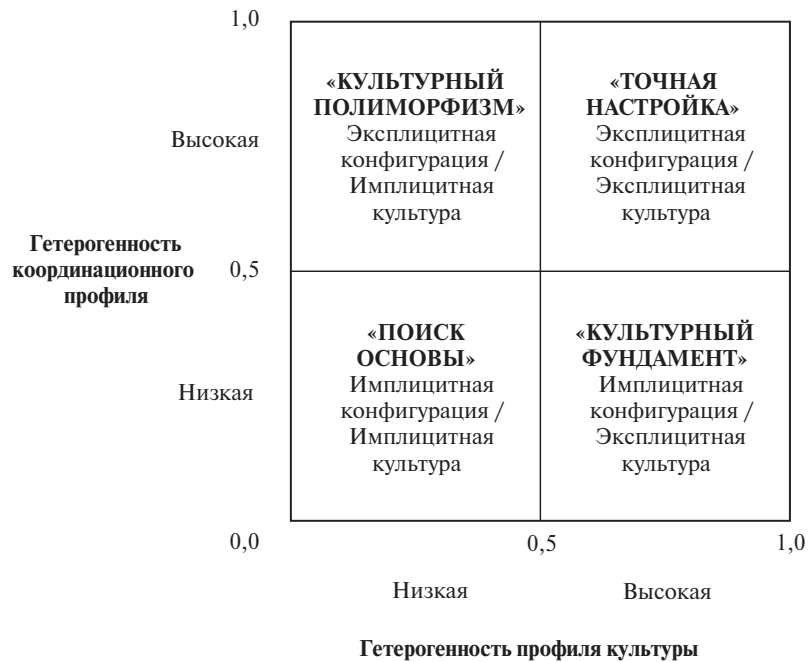 1,0
«КУЛЬТУРНЫЙ
ПОЛИМОРФИЗМ»
Эксплицитная
конфигурация /
Имплицитная
культура
«ТОЧНАЯ
НАСТРОЙКА»
Эксплицитная
конфигурация /
Эксплицитная
культура
Высокая
Гетерогенность
координационного
профиля
0,5
«ПОИСК
ОСНОВЫ»
Имплицитная
конфигурация /
Имплицитная
культура
«КУЛЬТУРНЫЙ
ФУНДАМЕНТ»
Имплицитная
конфигурация /
Эксплицитная
культура
Низкая
0,0
0,5
1,0
Низкая
Высокая
Гетерогенность профиля культуры